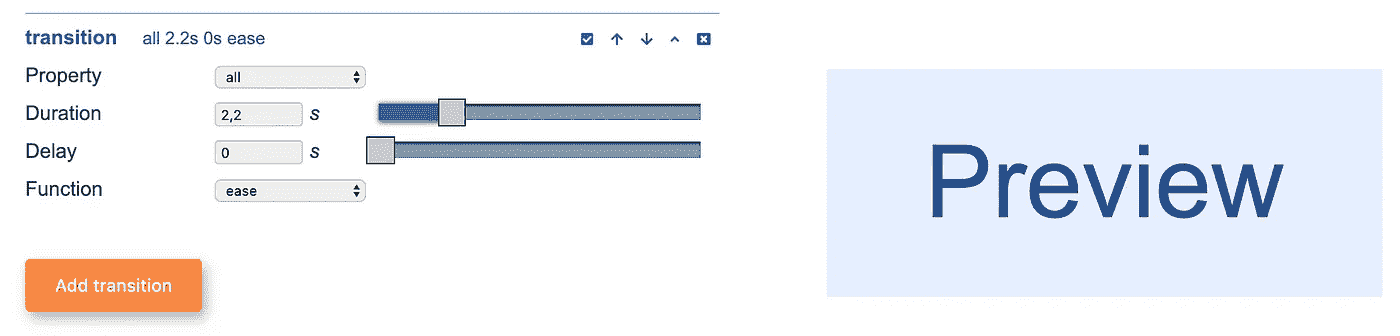 transition all 2.2s 0s ease
Property all
Duration 2,2 s
Delay 0 s
Function ease
Add transition
Preview